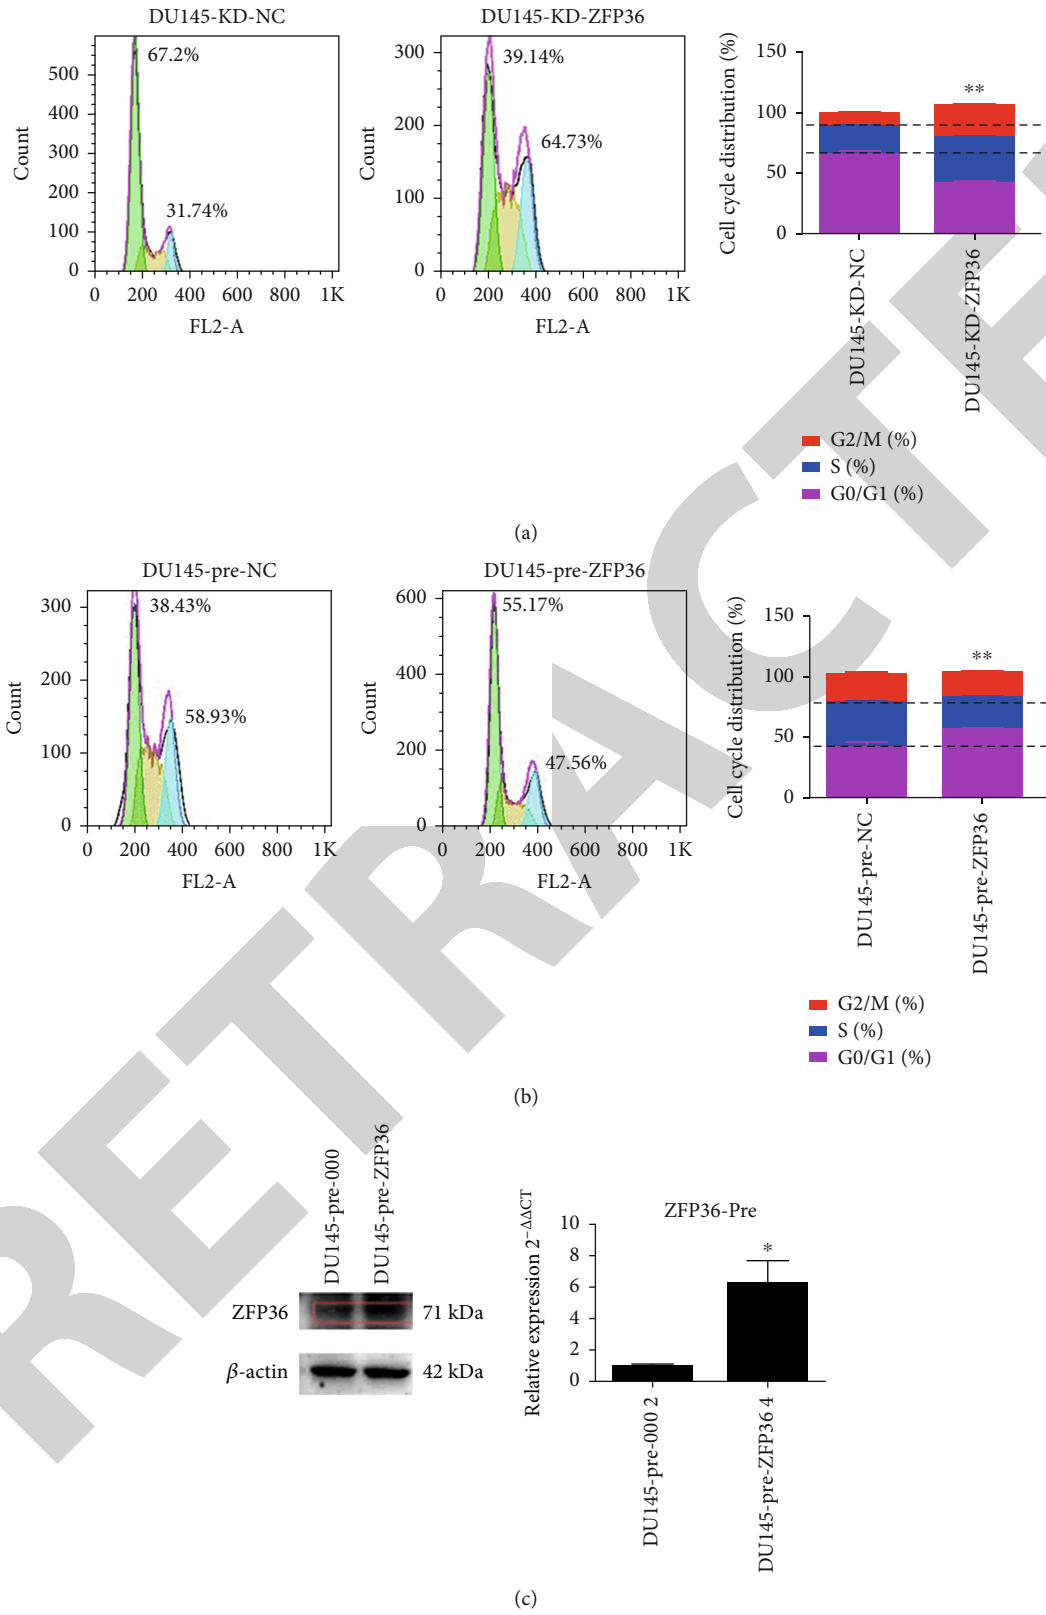 DU145-KD-NC
67.2%
31.74%
500
400
300
200
100
0
Count
0 200 400 600 800 1K
FL2-A
DU145-KD-ZFP36
39.14%
64.73%
300
200
100
0
Count
0 200 400 600 800 1K
FL2-A
150
100
50
0
Cell cycle distribution (%)
**
DU145-KD-NC
DU145-KD-ZFP36
G2/M (%)
S (%)
G0/G1 (%)
(a)
DU145-pre-NC
38.43%
58.93%
300
200
100
0
Count
0 200 400 600 800 1K
FL2-A
DU145-pre-ZFP36
55.17%
47.56%
600
400
200
0
Count
0 200 400 600 800 1K
FL2-A
150
100
50
0
Cell cycle distribution (%)
**
DU145-pre-NC
DU145-pre-ZFP36
G2/M (%)
S (%)
G0/G1 (%)
(b)
DU145-pre-000
DU145-pre-ZFP36
ZFP36 71 kDa
β-actin 42 kDa
ZFP36-Pre
10
8
6
4
2
0
Relative expression 2^−ΔΔCT
*
DU145-pre-000 2
DU145-pre-ZFP36 4
(c)
RETRACTE